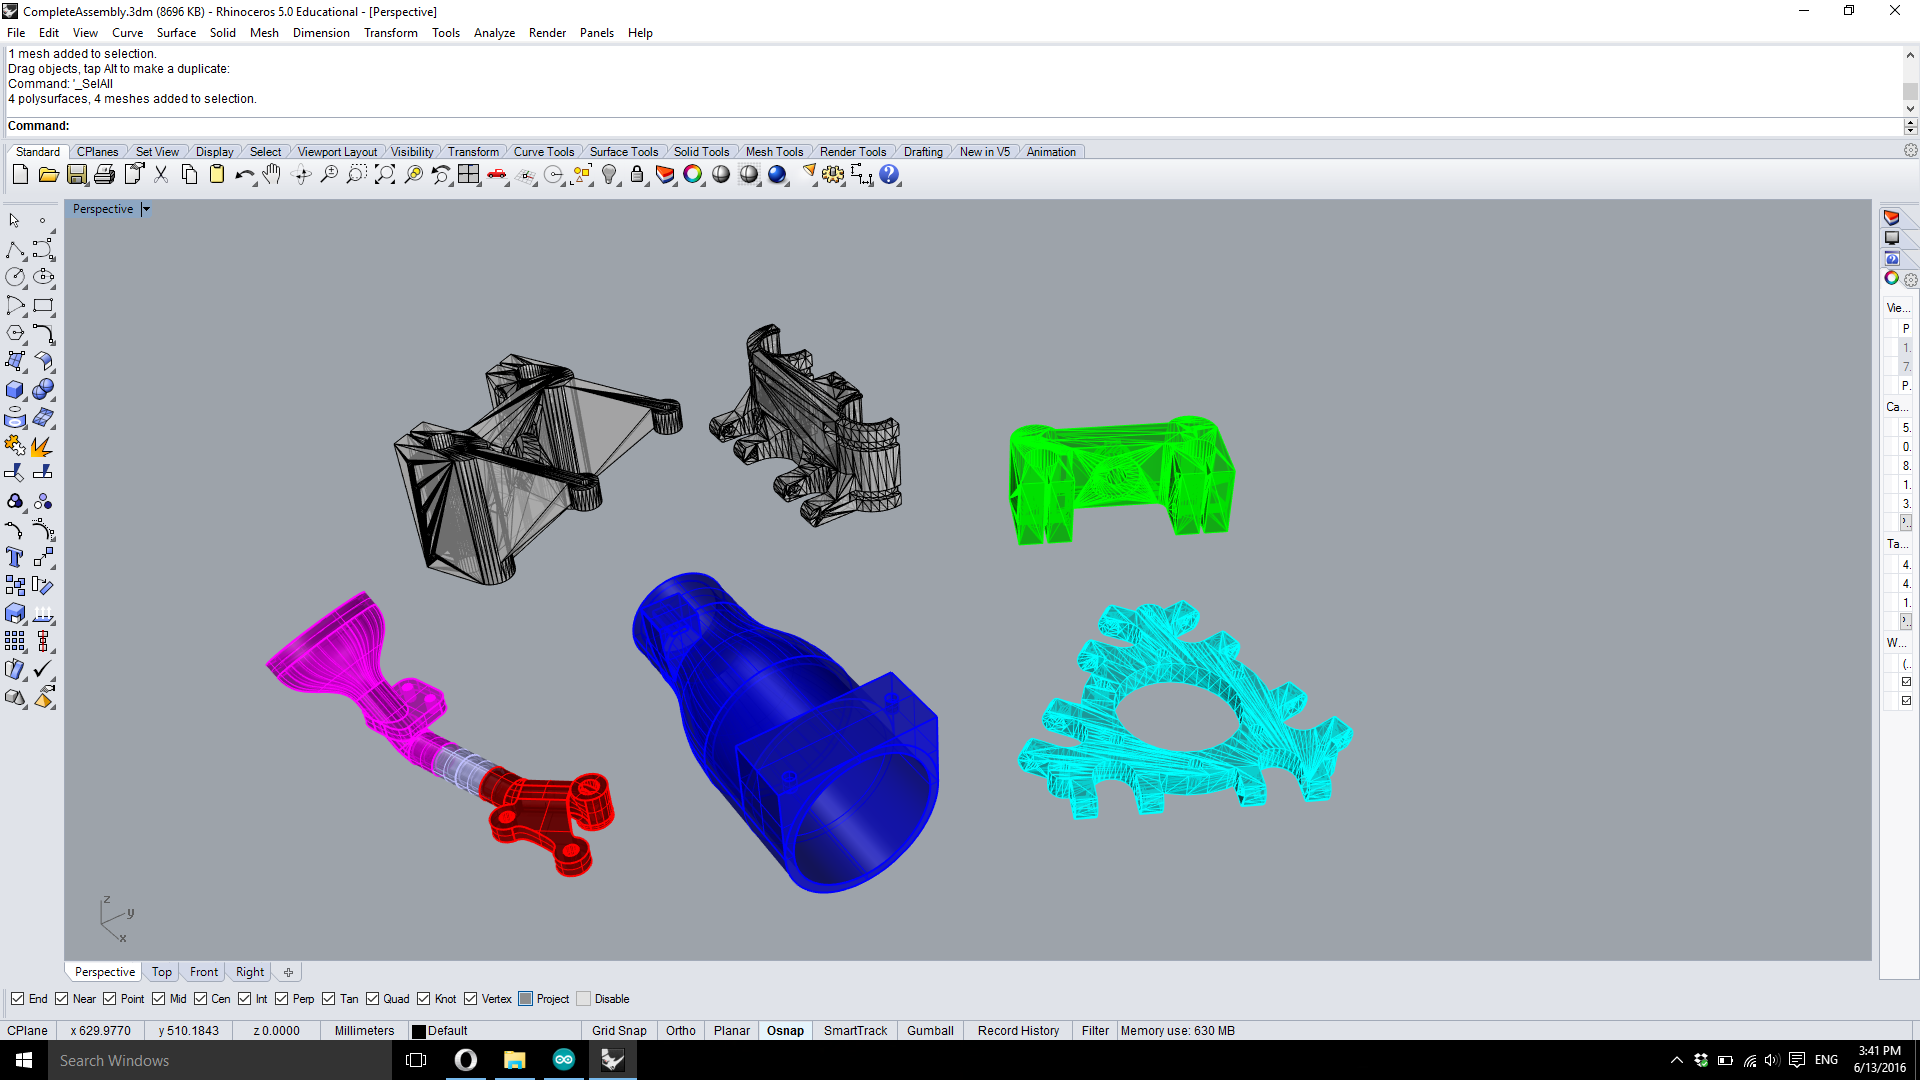 CompleteAssembly.3dm (8696 KB) - Rhinoceros 5.0 Educational - [Perspective]
File Edit View Curve Surface Solid Mesh Dimension Transform Tools Analyze Render Panels Help
1 mesh added to selection.
Drag objects, tap Alt to make a duplicate:
Command: '_SelAll
4 polysurfaces, 4 meshes added to selection.
Command:
Standard CPlanes Set View Display Select Viewport Layout Visibility Transform Curve Tools Surface Tools Solid Tools Mesh Tools Render Tools Drafting New in V5 Animation
Perspective
Vie...
P
1.
7.
P.
Ca...
5.
0.
8.
1.
3.
Ta...
4.
4.
1.
W...
(.
z
y
x
Perspective Top Front Right
End Near Point Mid Cen Int Perp Tan Quad Knot Vertex Project Disable
CPlane x 629.9770 y 510.1843 z 0.0000 Millimeters Default Grid Snap Ortho Planar Osnap SmartTrack Gumball Record History Filter Memory use: 630 MB
Search Windows
ENG
3:41 PM
6/13/2016